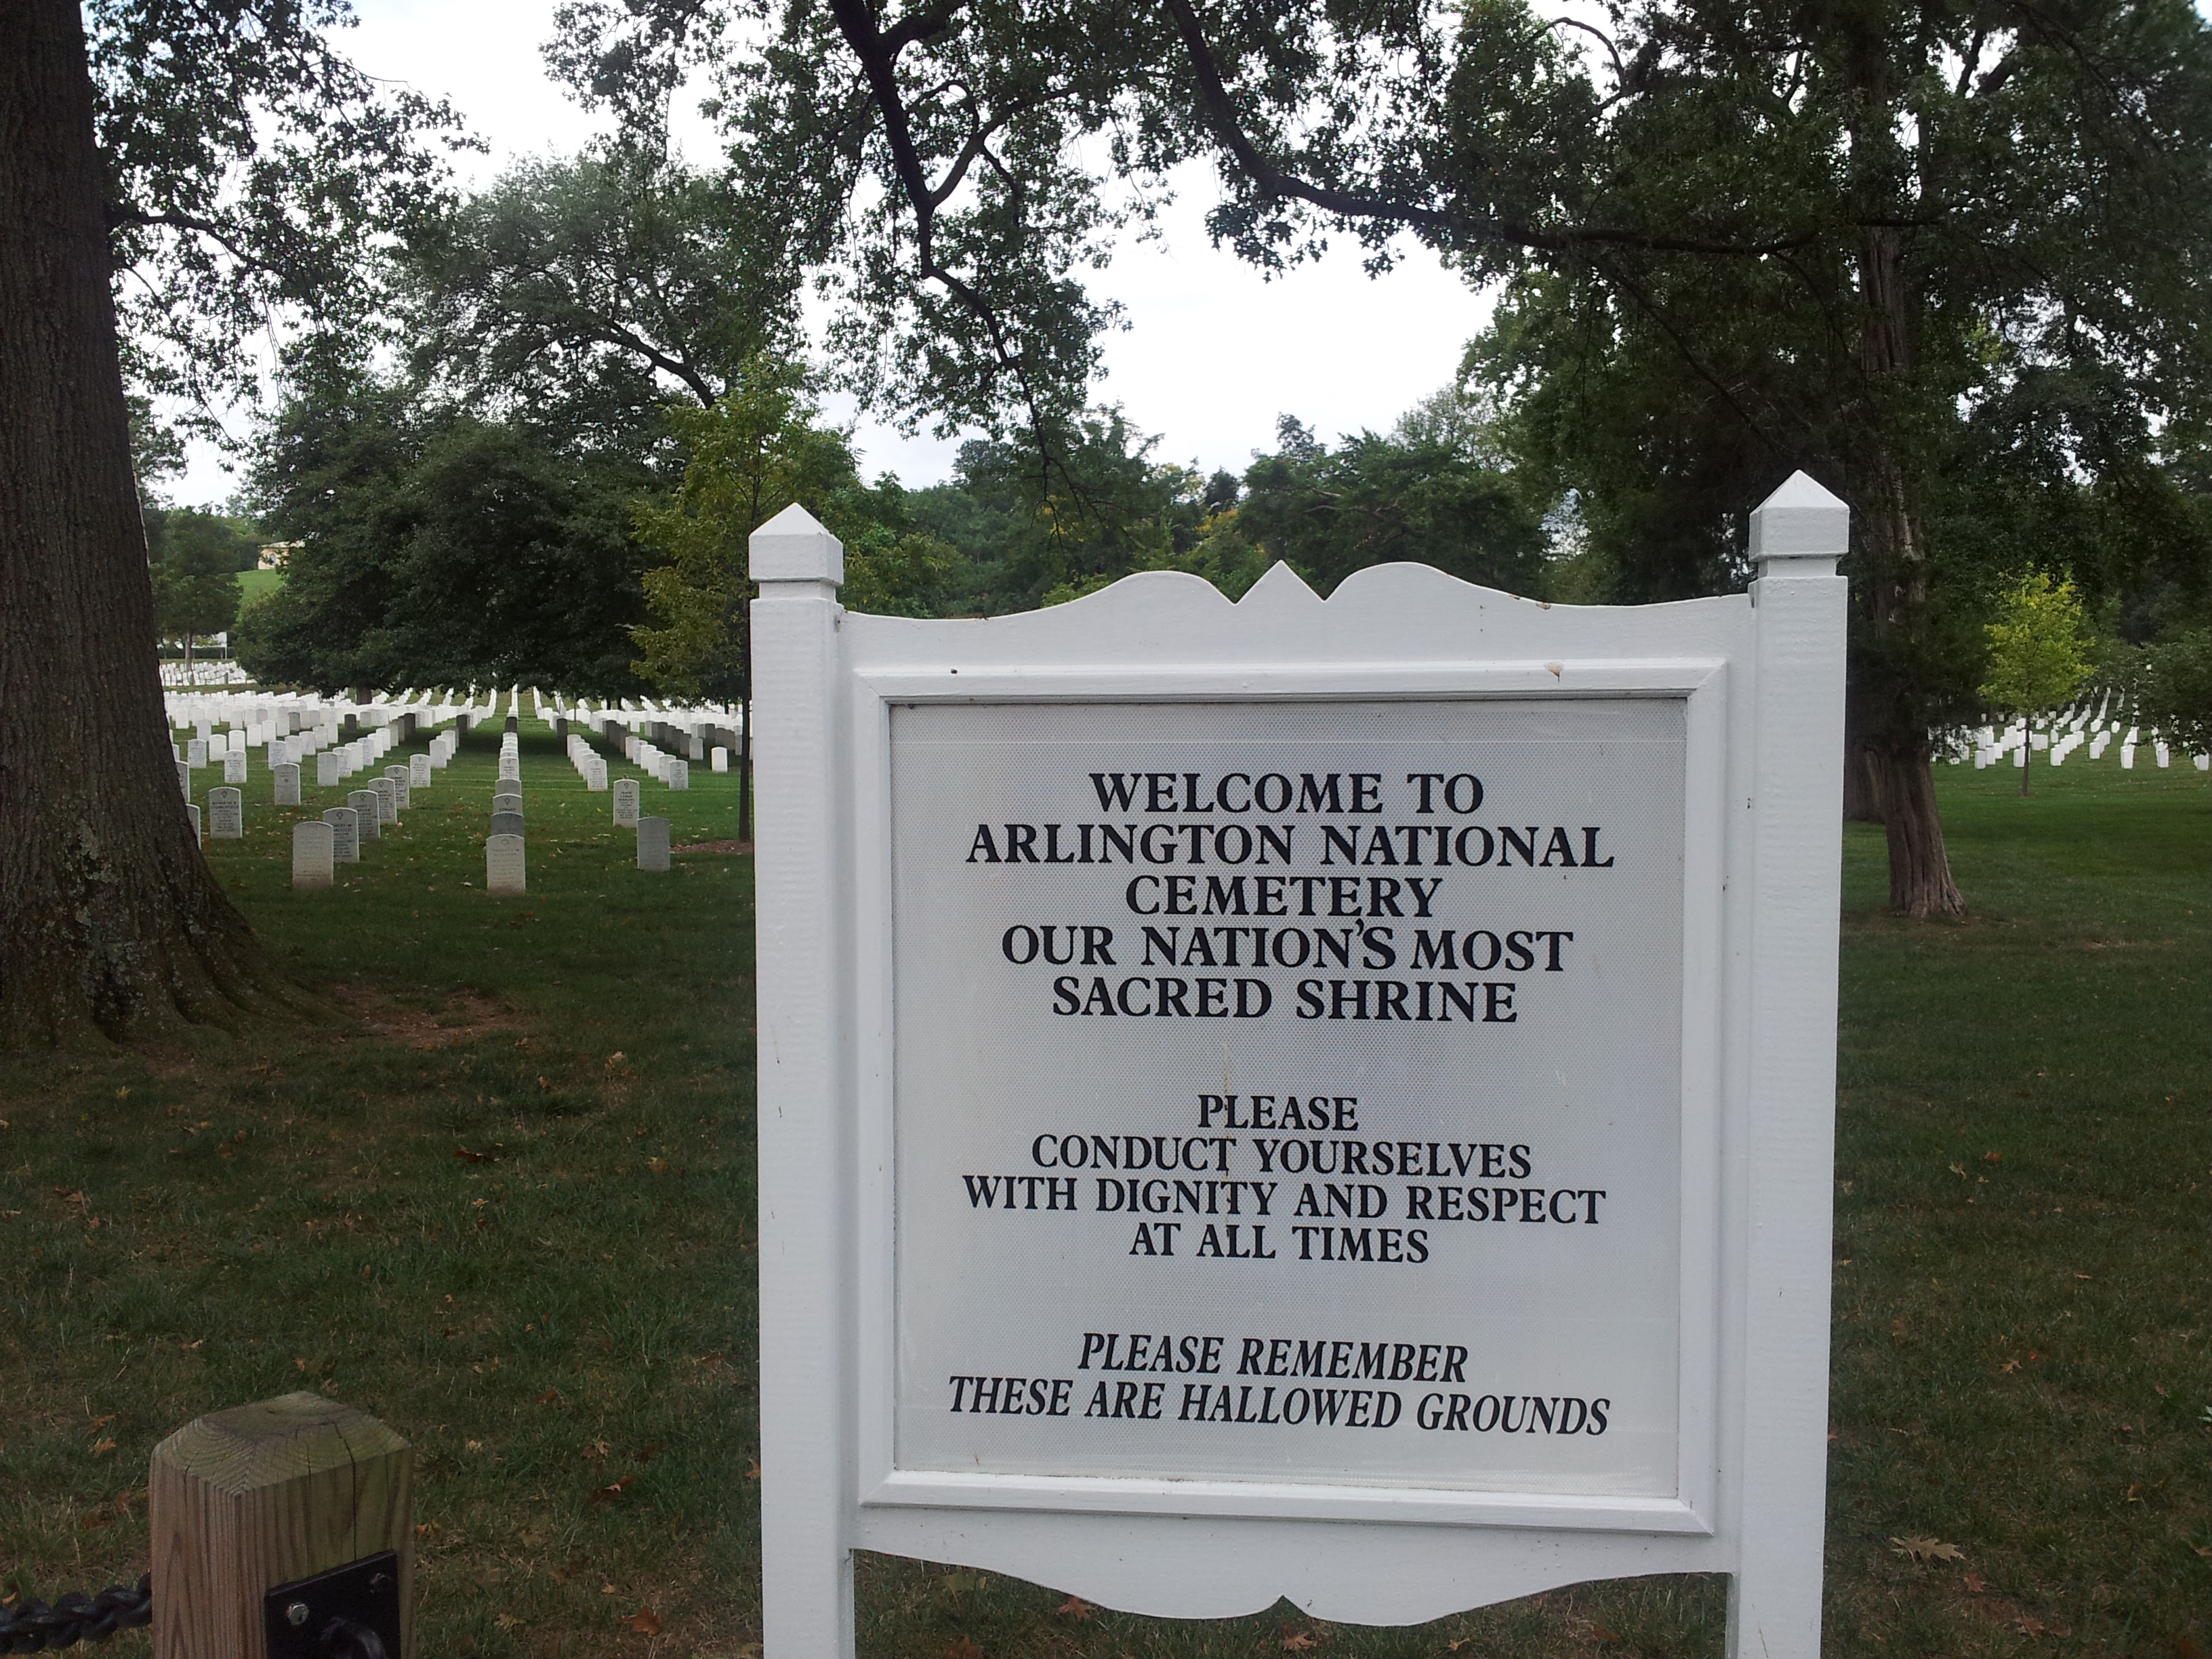 WELCOME TO
ARLINGTON NATIONAL
CEMETERY
OUR NATION'S MOST
SACRED SHRINE
PLEASE
CONDUCT YOURSELVES
WITH DIGNITY AND RESPECT
AT ALL TIMES
PLEASE REMEMBER
THESE ARE HALLOWED GROUNDS